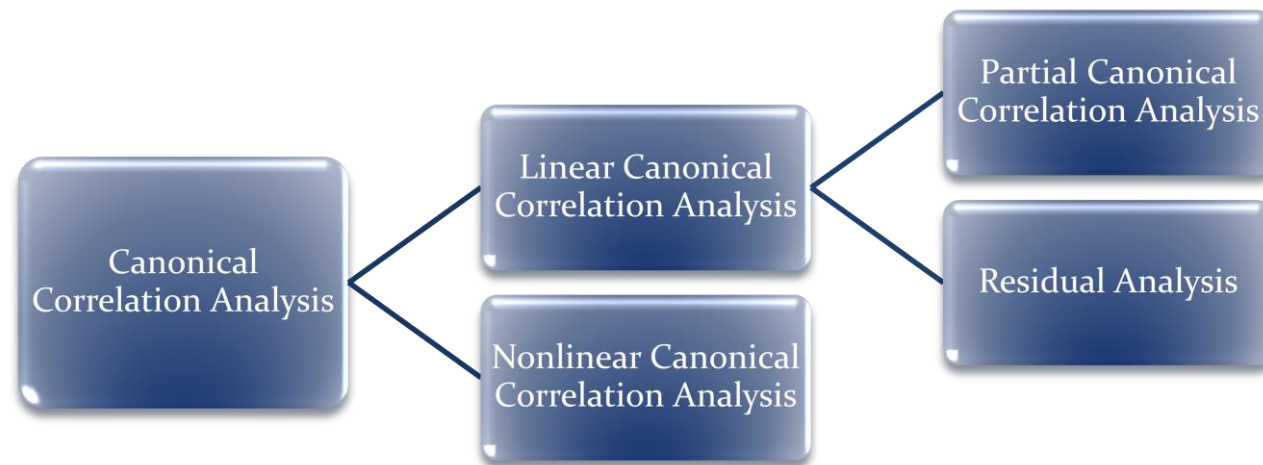 Canonical
Correlation Analysis
Linear Canonical
Correlation Analysis
Nonlinear Canonical
Correlation Analysis
Partial Canonical
Correlation Analysis
Residual Analysis